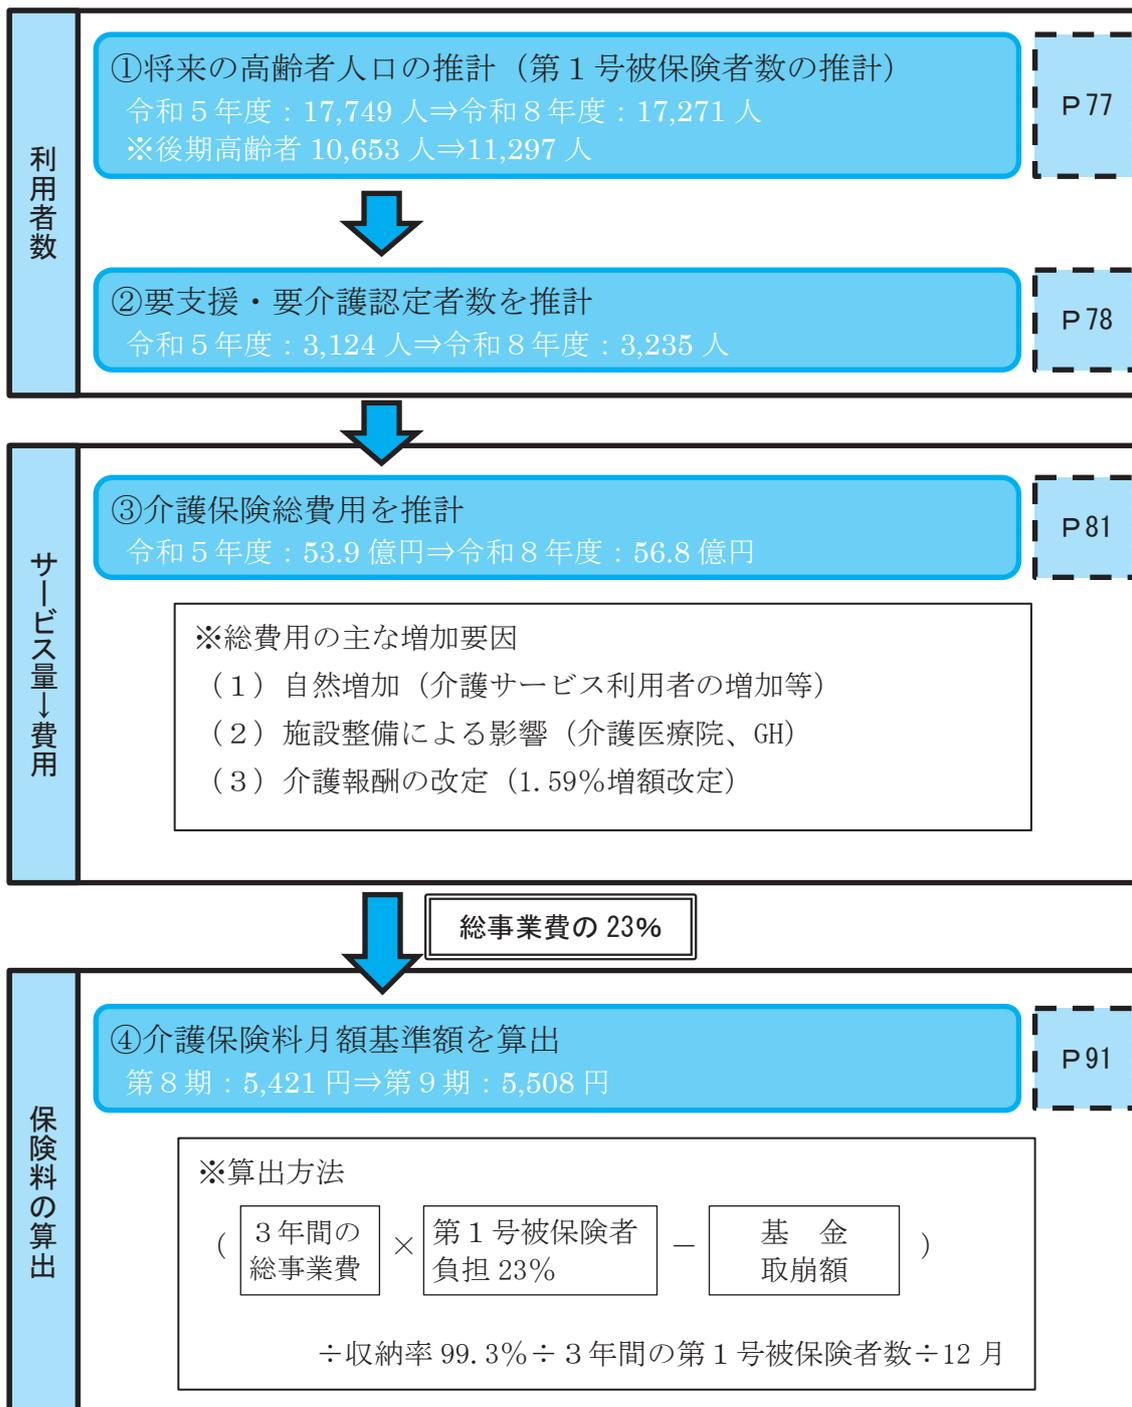 利用者数
①将来の高齢者人口の推計（第１号被保険者数の推計）
令和５年度：17,749 人⇒令和８年度：17,271 人
※後期高齢者 10,653 人⇒11,297 人
Ｐ77
②要支援・要介護認定者数を推計
令和５年度：3,124 人⇒令和８年度：3,235 人
Ｐ78
サービス量→費用
③介護保険総費用を推計
令和５年度：53.9 億円⇒令和８年度：56.8 億円
Ｐ81
※総費用の主な増加要因
（１）自然増加（介護サービス利用者の増加等）
（２）施設整備による影響（介護医療院、GH）
（３）介護報酬の改定（1.59％増額改定）
総事業費の 23％
保険料の算出
④介護保険料月額基準額を算出
第８期：5,421 円⇒第９期：5,508 円
Ｐ91
※算出方法
（ ３年間の × 第１号被保険者 － 基　金 ）
総事業費 負担 23％ 取崩額
÷収納率 99.3％÷３年間の第１号被保険者数÷12 月